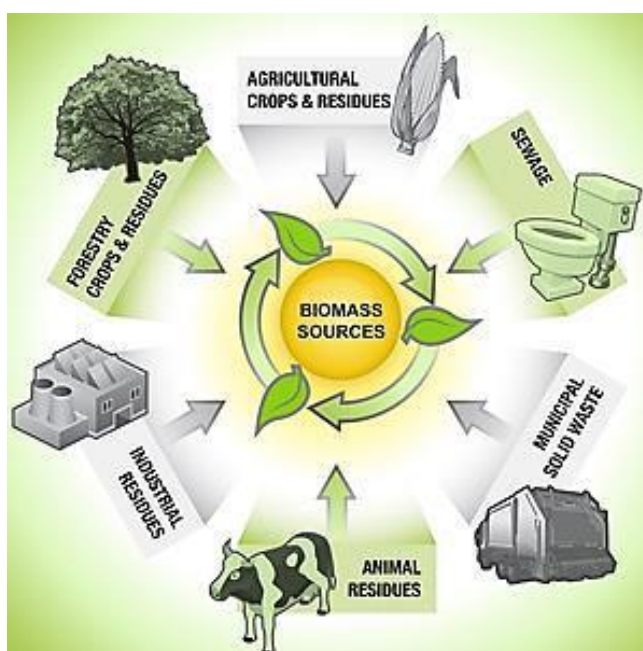 AGRICULTURAL
CROPS & RESIDUES
SEWAGE
MUNICIPAL
SOLID WASTE
ANIMAL
RESIDUES
INDUSTRIAL
RESIDUES
FORESTRY
CROPS & RESIDUES
BIOMASS
SOURCES